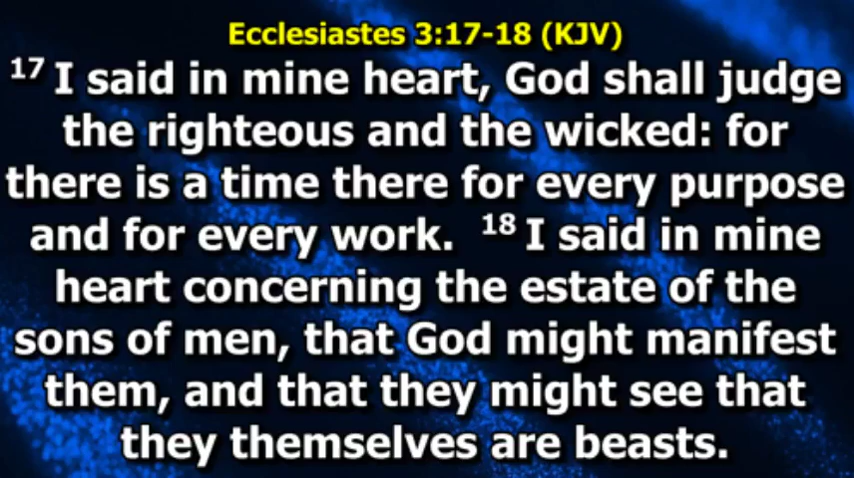 Ecclesiastes 3:17-18 (KJV)
17 I said in mine heart, God shall judge
the righteous and the wicked: for
there is a time there for every purpose
and for every work. 18 I said in mine
heart concerning the estate of the
sons of men, that God might manifest
them, and that they might see that
they themselves are beasts.